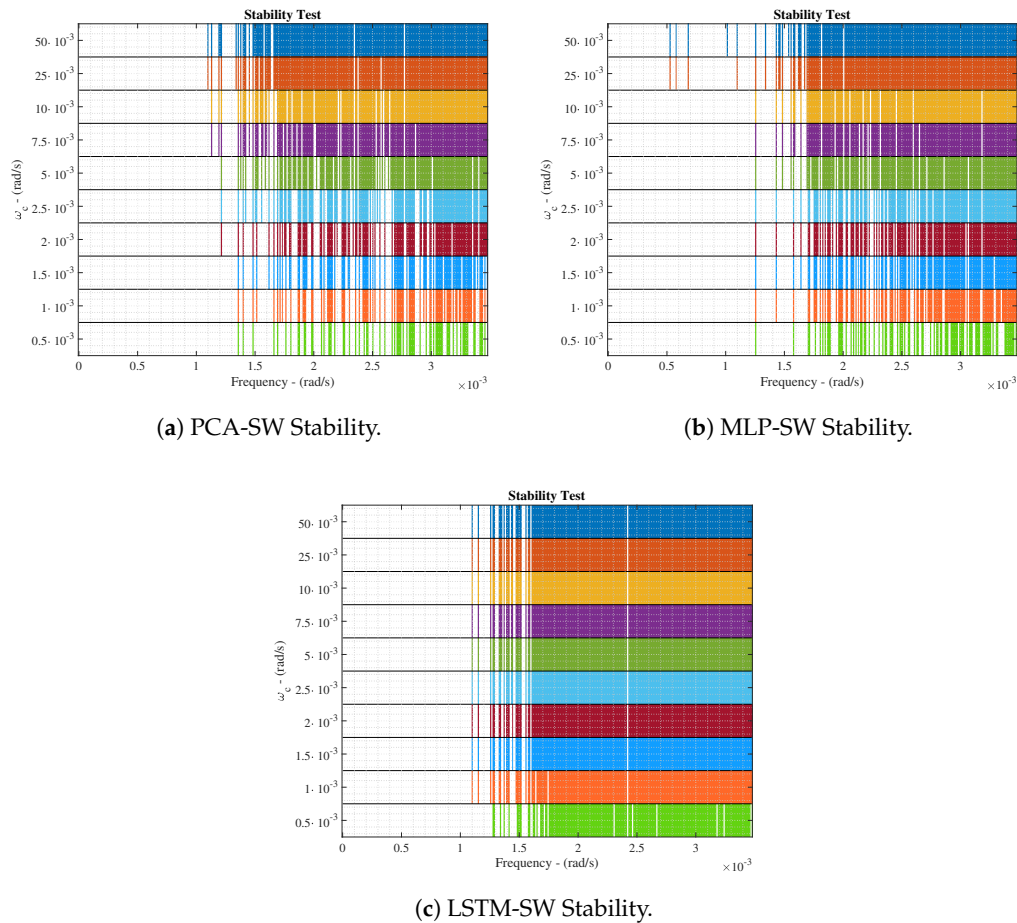 Stability Test
50· 10⁻³
25· 10⁻³
10· 10⁻³
7.5· 10⁻³
5· 10⁻³
2.5· 10⁻³
2· 10⁻³
1.5· 10⁻³
1· 10⁻³
0.5· 10⁻³
ω_c - (rad/s)
0 0.5 1 1.5 2 2.5 3
Frequency - (rad/s)
×10⁻³
(a) PCA-SW Stability.
Stability Test
50· 10⁻³
25· 10⁻³
10· 10⁻³
7.5· 10⁻³
5· 10⁻³
2.5· 10⁻³
2· 10⁻³
1.5· 10⁻³
1· 10⁻³
0.5· 10⁻³
ω_c - (rad/s)
0 0.5 1 1.5 2 2.5 3
Frequency - (rad/s)
×10⁻³
(b) MLP-SW Stability.
Stability Test
50· 10⁻³
25· 10⁻³
10· 10⁻³
7.5· 10⁻³
5· 10⁻³
2.5· 10⁻³
2· 10⁻³
1.5· 10⁻³
1· 10⁻³
0.5· 10⁻³
ω_c - (rad/s)
0 0.5 1 1.5 2 2.5 3
Frequency - (rad/s)
×10⁻³
(c) LSTM-SW Stability.